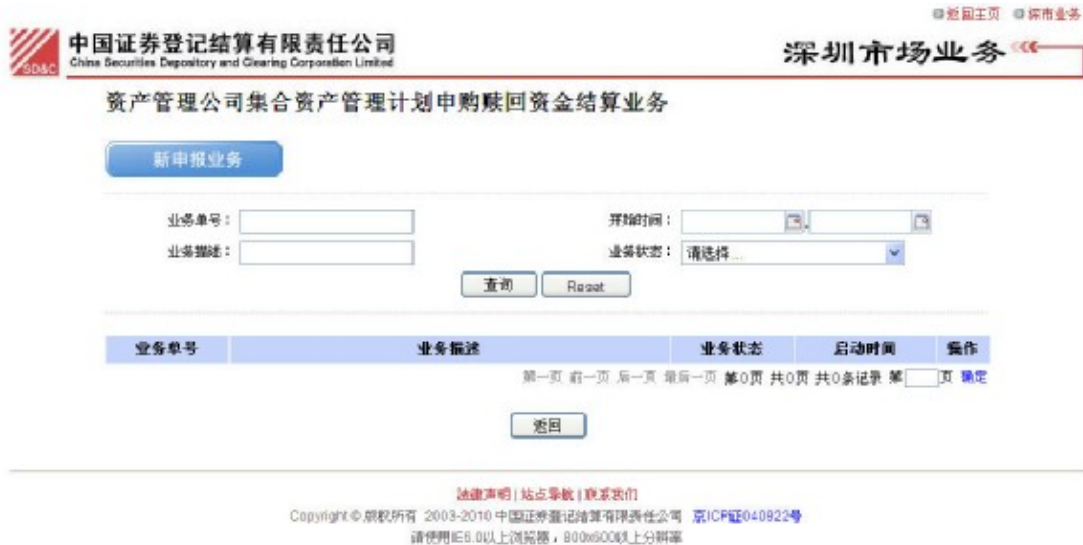 返回主页 深市业务
中国证券登记结算有限责任公司
China Securities Depository and Clearing Corporation Limited
SD&C
深圳市场业务
资产管理公司集合资产管理计划申购赎回资金结算业务
新申报业务
业务单号： 开始时间：
业务描述： 业务状态： 请选择...
查询 Reset
业务单号 业务描述 业务状态 启动时间 操作
第一页 前一页 后一页 最后一页 第0页 共0页 共0条记录 第 页 确定
返回
法律声明 | 站点导航 | 联系我们
Copyright © 版权所有 2003-2010 中国证券登记结算有限责任公司 京ICP证040922号
请使用IE6.0以上浏览器，800x600以上分辨率